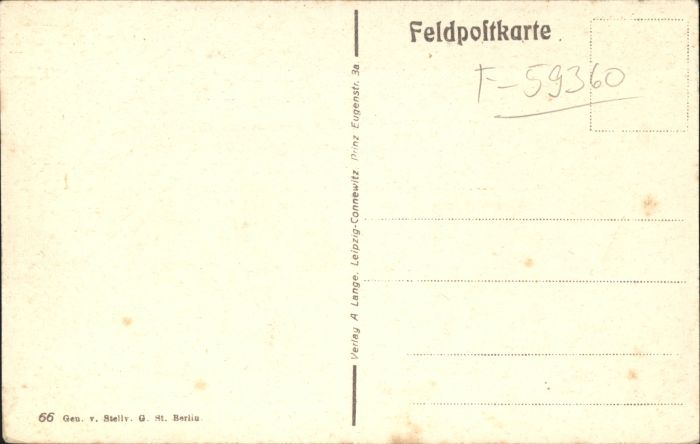 Feldpostkarte
F-59360
Verlag A Lange. Leipzig-Connewitz Prinz Eugenstr. 3a
66 Gen. v. Stellv. G. St. Berlin.